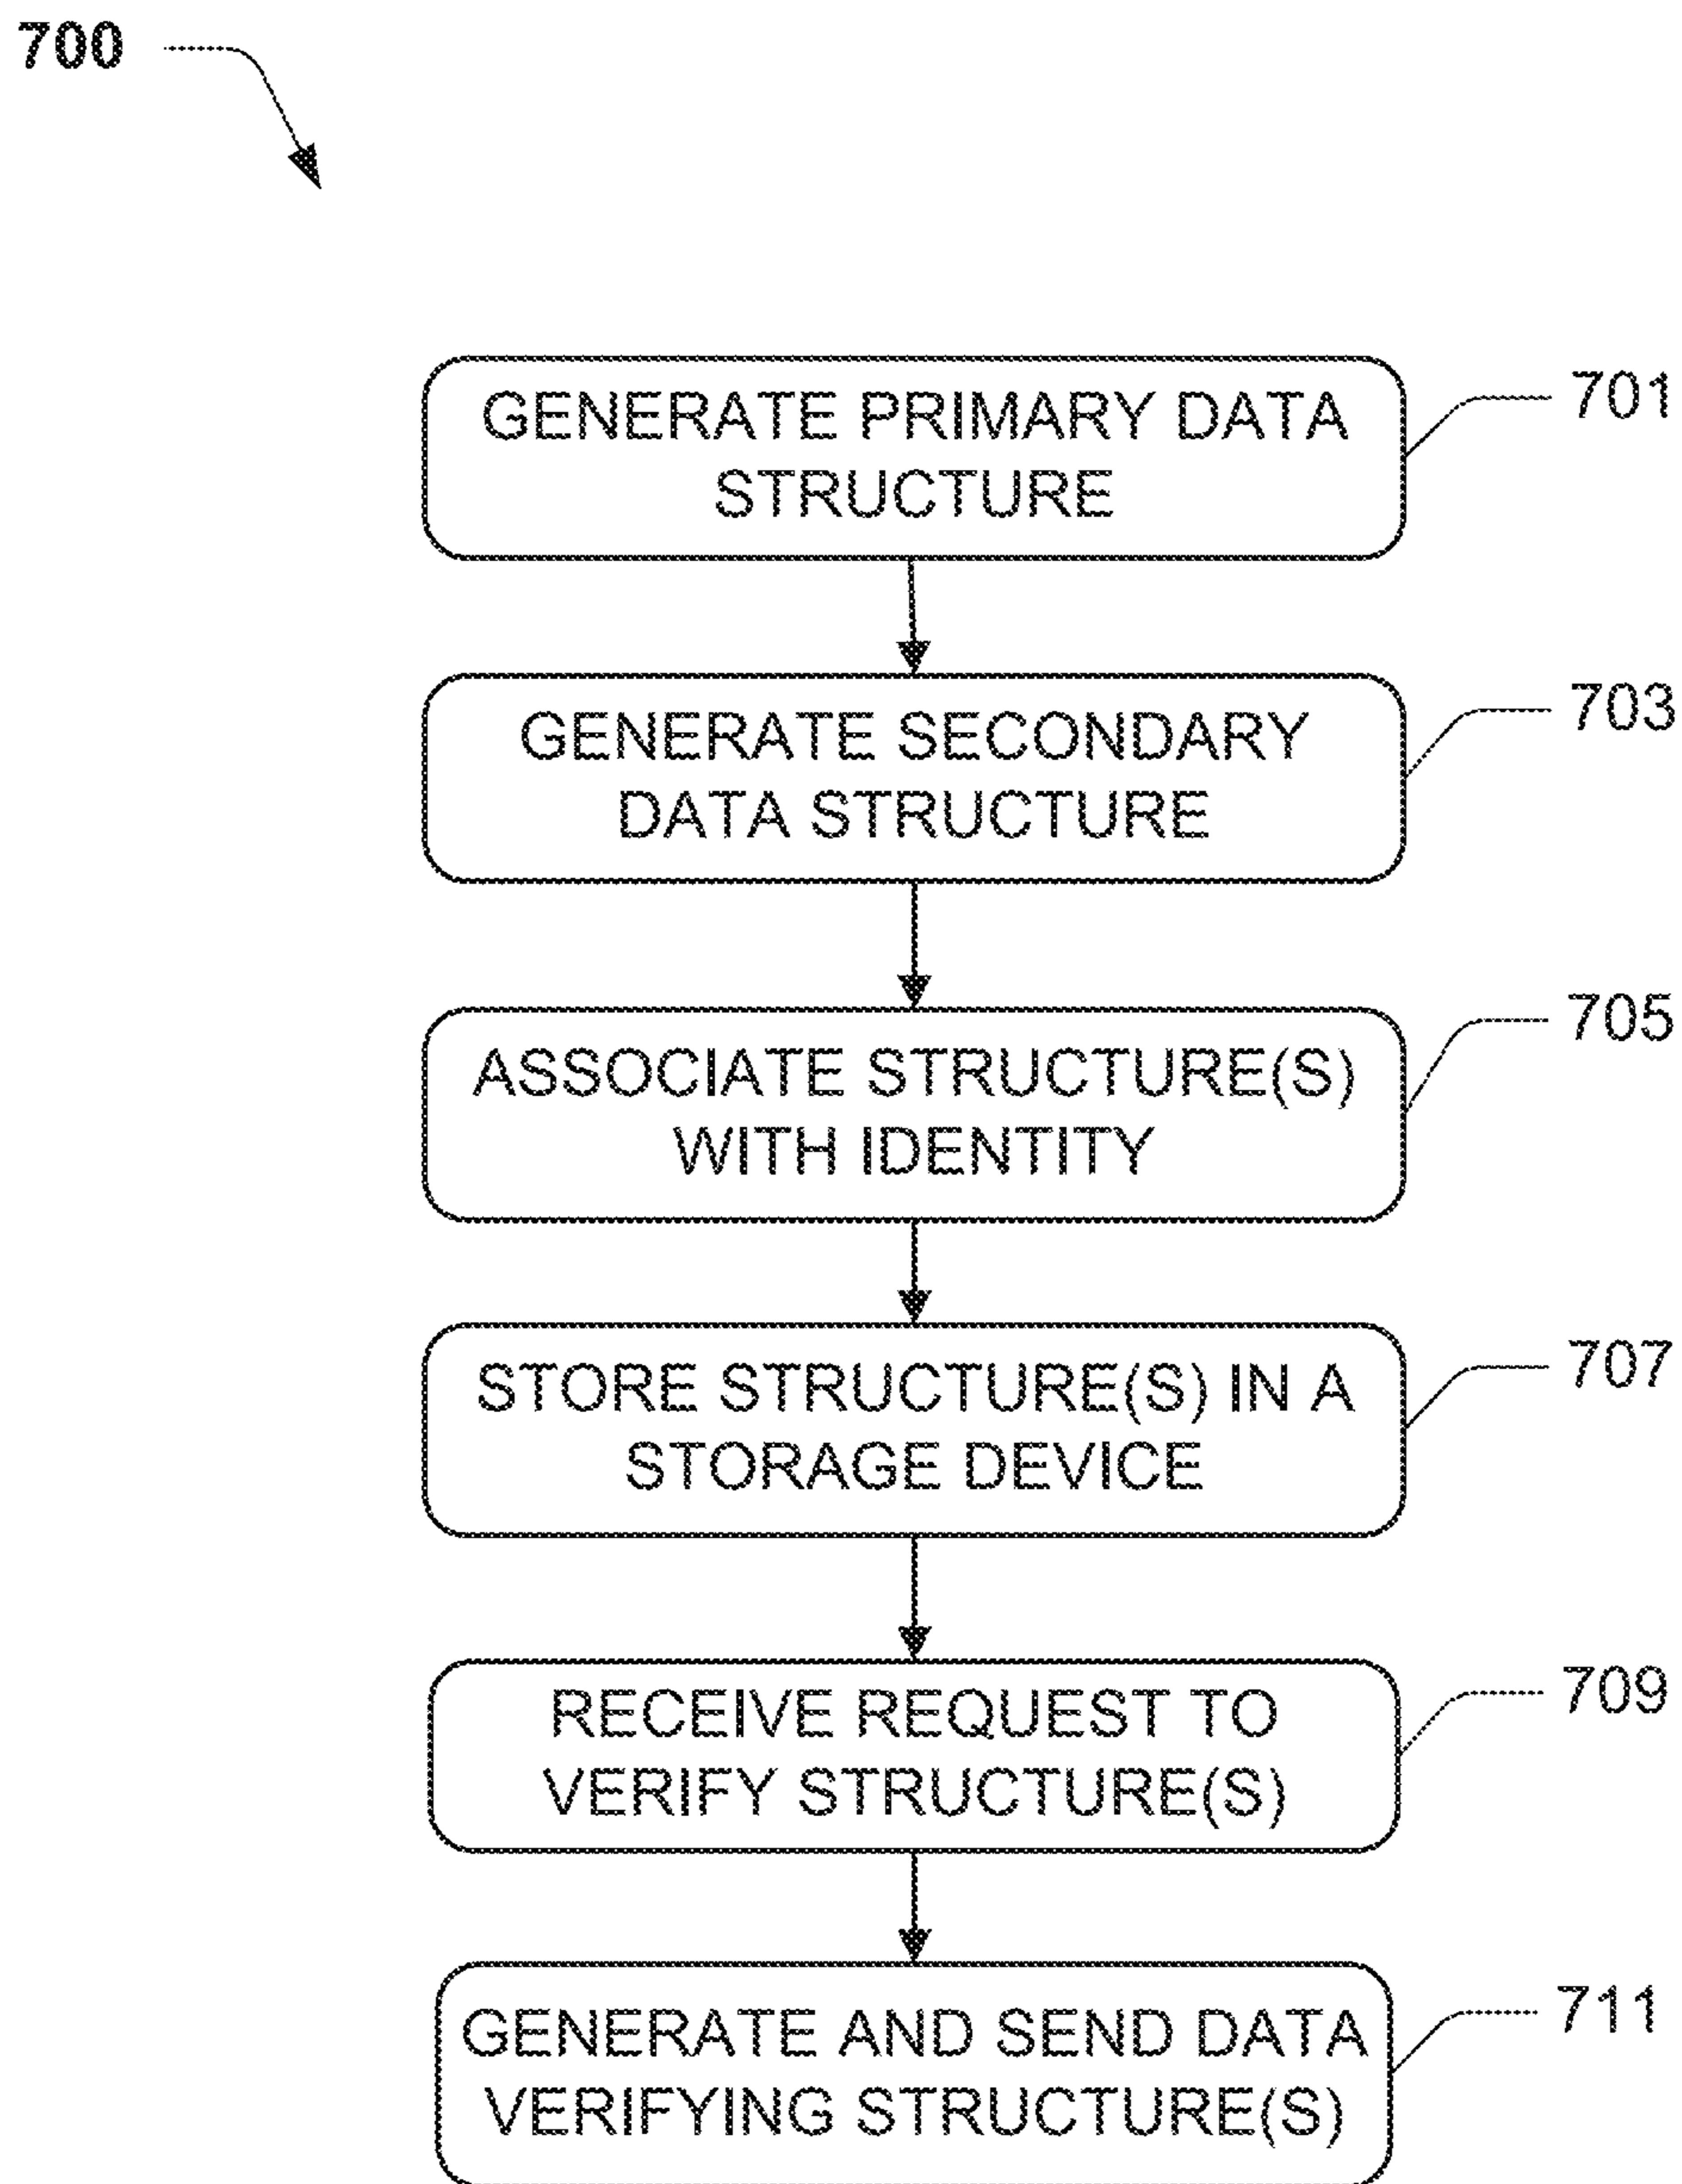 700
GENERATE PRIMARY DATA
STRUCTURE
701
GENERATE SECONDARY
DATA STRUCTURE
703
ASSOCIATE STRUCTURE(S)
WITH IDENTITY
705
STORE STRUCTURE(S) IN A
STORAGE DEVICE
707
RECEIVE REQUEST TO
VERIFY STRUCTURE(S)
709
GENERATE AND SEND DATA
VERIFYING STRUCTURE(S)
711